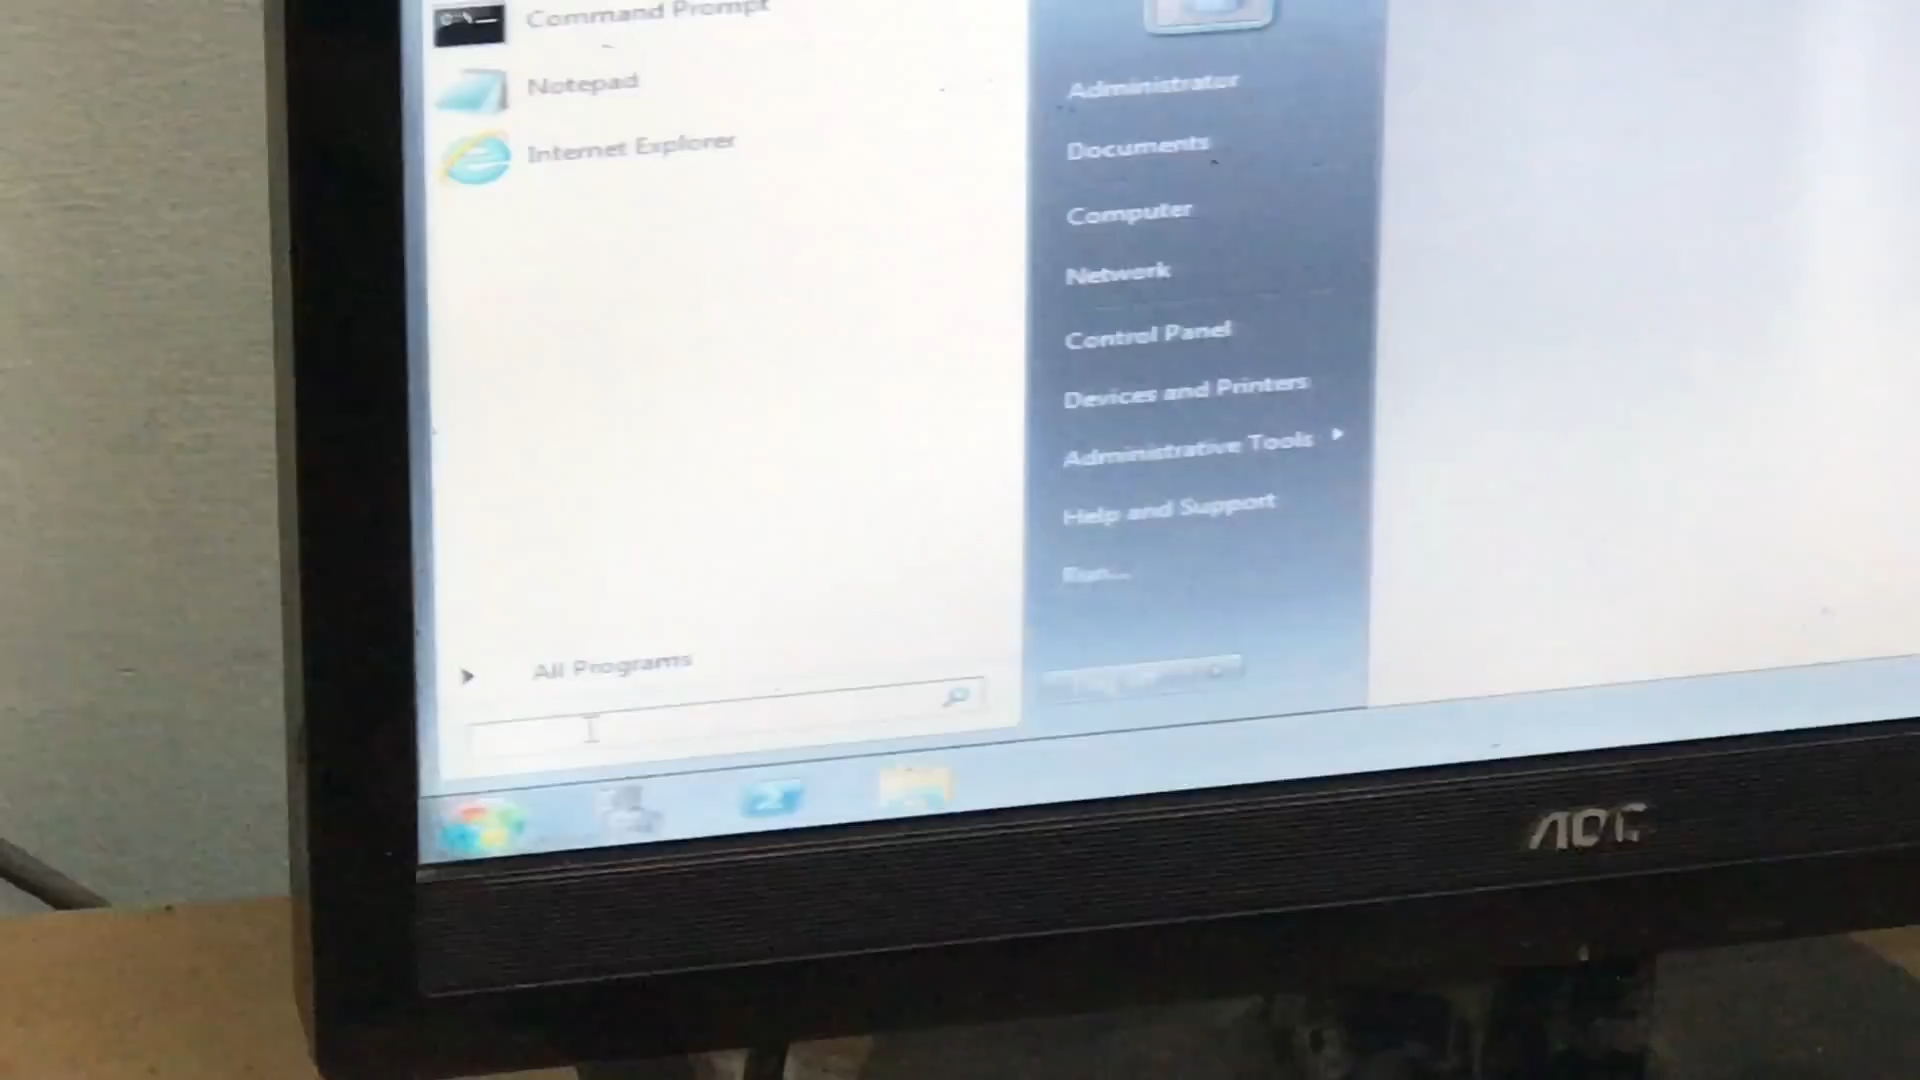 Command Prompt
Notepad
Internet Explorer
All Programs
Administrator
Documents
Computer
Network
Control Panel
Devices and Printers
Administrative Tools
Help and Support
Run...
AOC